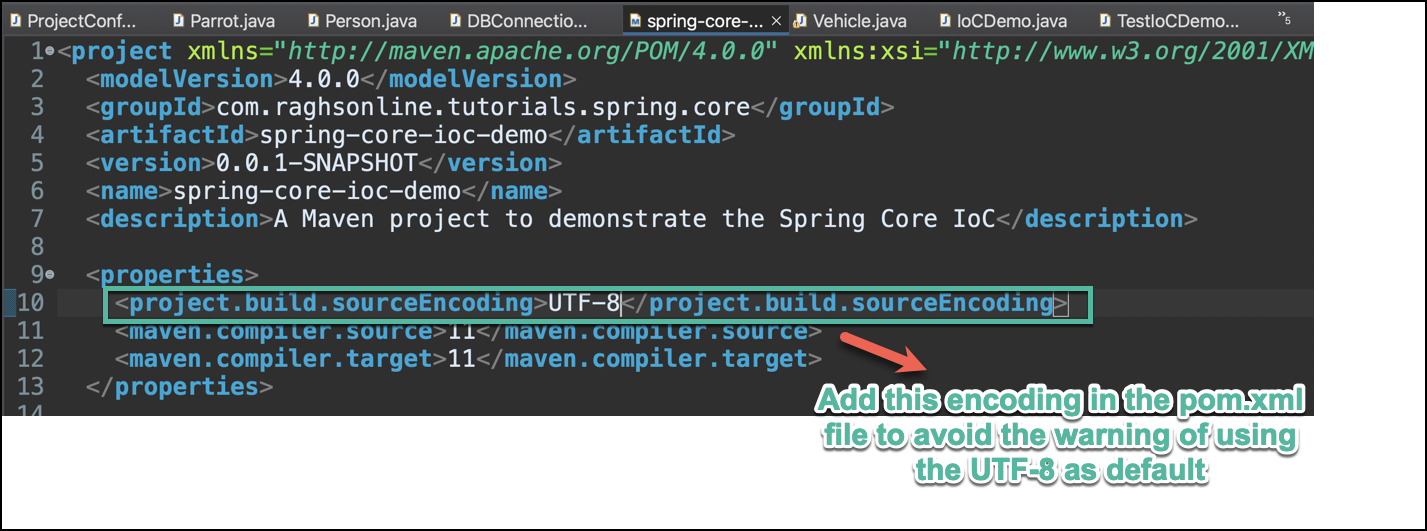 ProjectConf... Parrot.java Person.java DBConnectio... spring-core-... × Vehicle.java IoCDemo.java TestIoCDemo... »5
1 <project xmlns="http://maven.apache.org/POM/4.0.0" xmlns:xsi="http://www.w3.org/2001/XM
2 <modelVersion>4.0.0</modelVersion>
3 <groupId>com.raghsonline.tutorials.spring.core</groupId>
4 <artifactId>spring-core-ioc-demo</artifactId>
5 <version>0.0.1-SNAPSHOT</version>
6 <name>spring-core-ioc-demo</name>
7 <description>A Maven project to demonstrate the Spring Core IoC</description>
8
9 <properties>
10 <project.build.sourceEncoding>UTF-8</project.build.sourceEncoding>
11 <maven.compiler.source>11</maven.compiler.source>
12 <maven.compiler.target>11</maven.compiler.target>
13 </properties>
14
Add this encoding in the pom.xml
file to avoid the warning of using
the UTF-8 as default